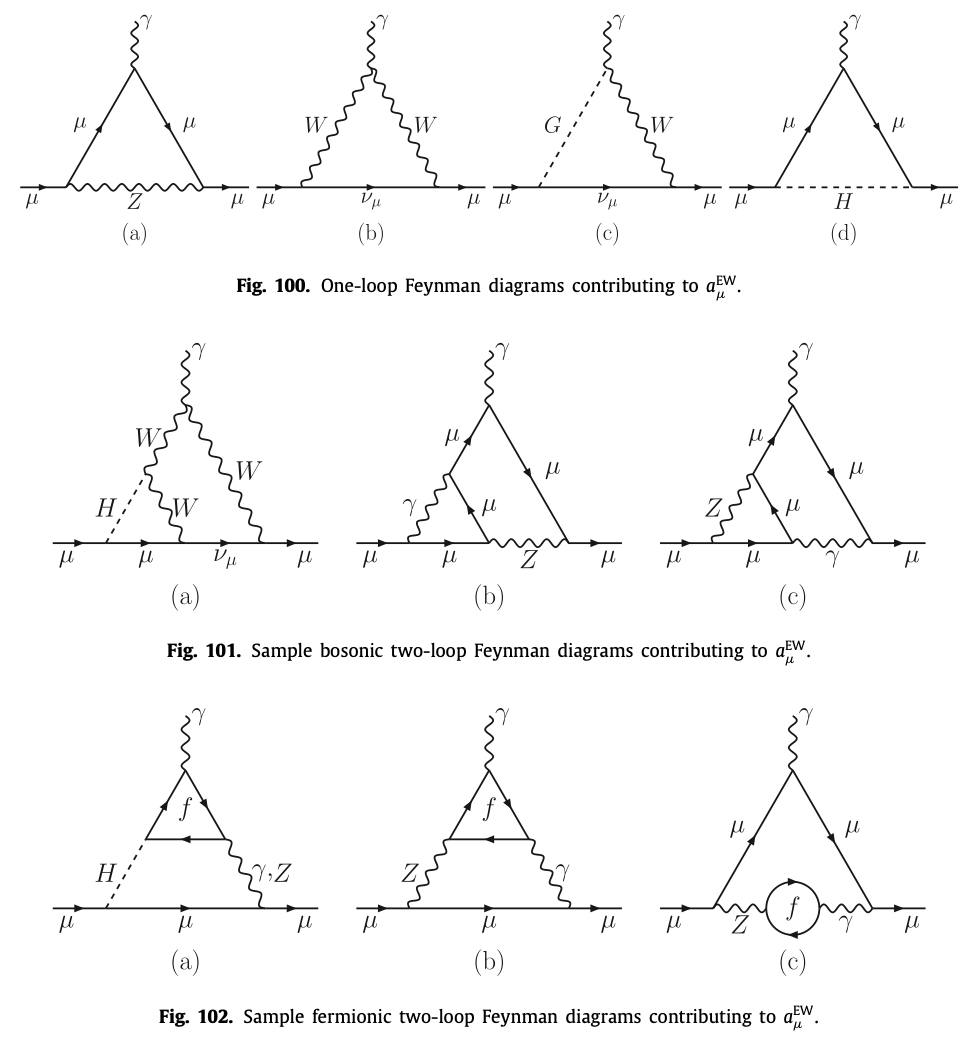 γ γ γ γ
μ μ W W G W μ μ
μ Z μ μ ν_μ μ μ ν_μ μ μ H μ
(a) (b) (c) (d)
Fig. 100. One-loop Feynman diagrams contributing to a_μ^EW.
γ γ γ
W μ μ
W μ μ
H W γ μ Z μ
μ μ ν_μ μ μ μ Z μ μ μ γ μ
(a) (b) (c)
Fig. 101. Sample bosonic two-loop Feynman diagrams contributing to a_μ^EW.
γ γ γ
f f μ μ
H γ,Z Z γ f
μ μ μ μ μ μ μ Z γ μ
(a) (b) (c)
Fig. 102. Sample fermionic two-loop Feynman diagrams contributing to a_μ^EW.